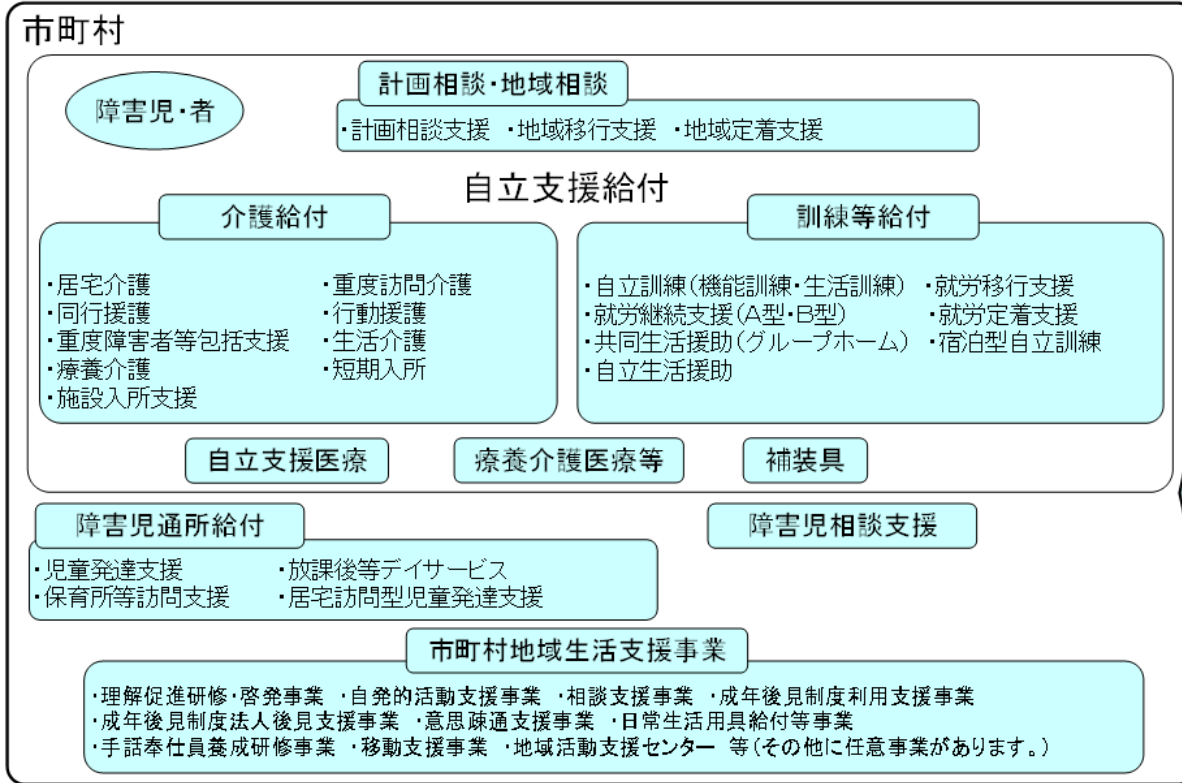 市町村
障害児・者
計画相談・地域相談
・計画相談支援 ・地域移行支援 ・地域定着支援
自立支援給付
介護給付
・居宅介護 ・重度訪問介護
・同行援護 ・行動援護
・重度障害者等包括支援 ・生活介護
・療養介護 ・短期入所
・施設入所支援
訓練等給付
・自立訓練(機能訓練・生活訓練) ・就労移行支援
・就労継続支援(A型・B型) ・就労定着支援
・共同生活援助(グループホーム) ・宿泊型自立訓練
・自立生活援助
自立支援医療
療養介護医療等
補装具
障害児通所給付
・児童発達支援 ・放課後等デイサービス
・保育所等訪問支援 ・居宅訪問型児童発達支援
障害児相談支援
市町村地域生活支援事業
・理解促進研修・啓発事業 ・自発的活動支援事業 ・相談支援事業 ・成年後見制度利用支援事業
・成年後見制度法人後見支援事業 ・意思疎通支援事業 ・日常生活用具給付等事業
・手話奉仕員養成研修事業 ・移動支援事業 ・地域活動支援センター 等(その他に任意事業があります。)